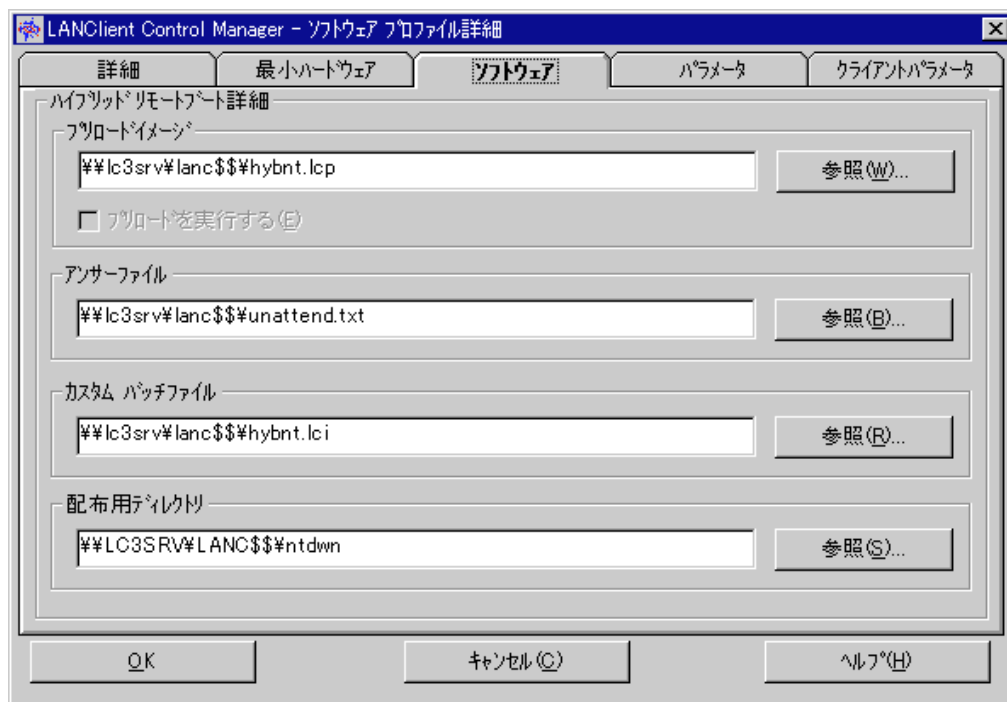 LANClient Control Manager - ソフトウェア プロファイル詳細
詳細 最小ハードウェア ソフトウェア パラメータ クライアントパラメータ
ハイブリッド リモートブート詳細
プリロードイメージ
¥¥lc3srv¥lanc$$¥hybnt.lcp 参照(W)...
プリロードを実行する(E)
アンサーファイル
¥¥lc3srv¥lanc$$¥unattend.txt 参照(B)...
カスタム バッチファイル
¥¥lc3srv¥lanc$$¥hybnt.lci 参照(R)...
配布用ディレクトリ
¥¥LC3SRV¥LANC$$¥ntdwn 参照(S)...
OK キャンセル(C) ヘルプ(H)